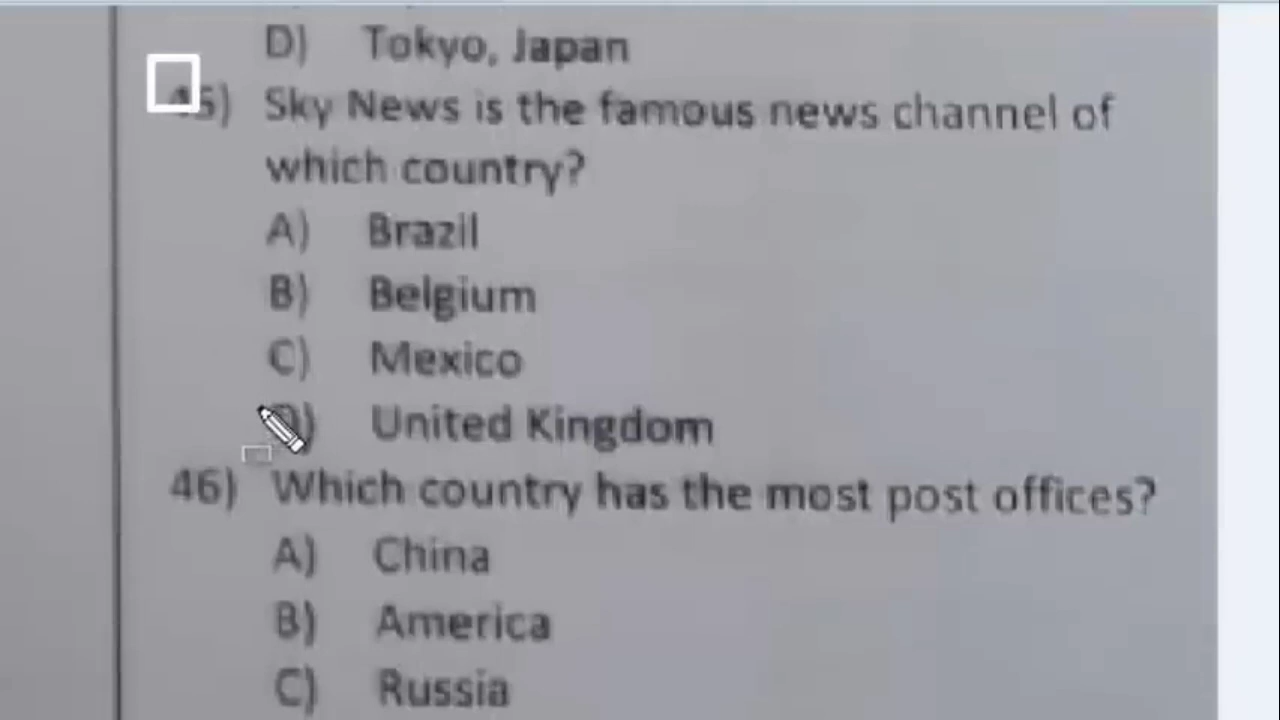 D) Tokyo, Japan
45) Sky News is the famous news channel of
which country?
A) Brazil
B) Belgium
C) Mexico
D) United Kingdom
46) Which country has the most post offices?
A) China
B) America
C) Russia